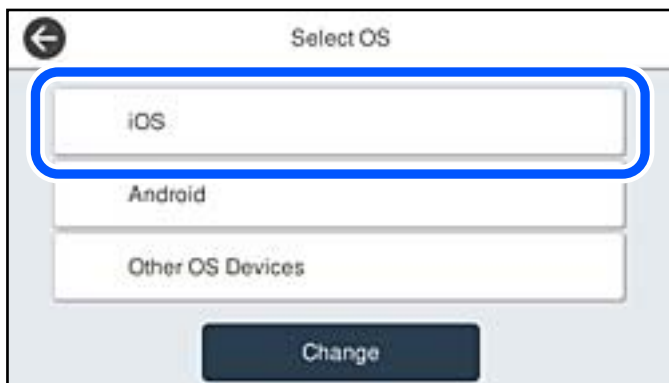 Select OS
iOS
Android
Other OS Devices
Change